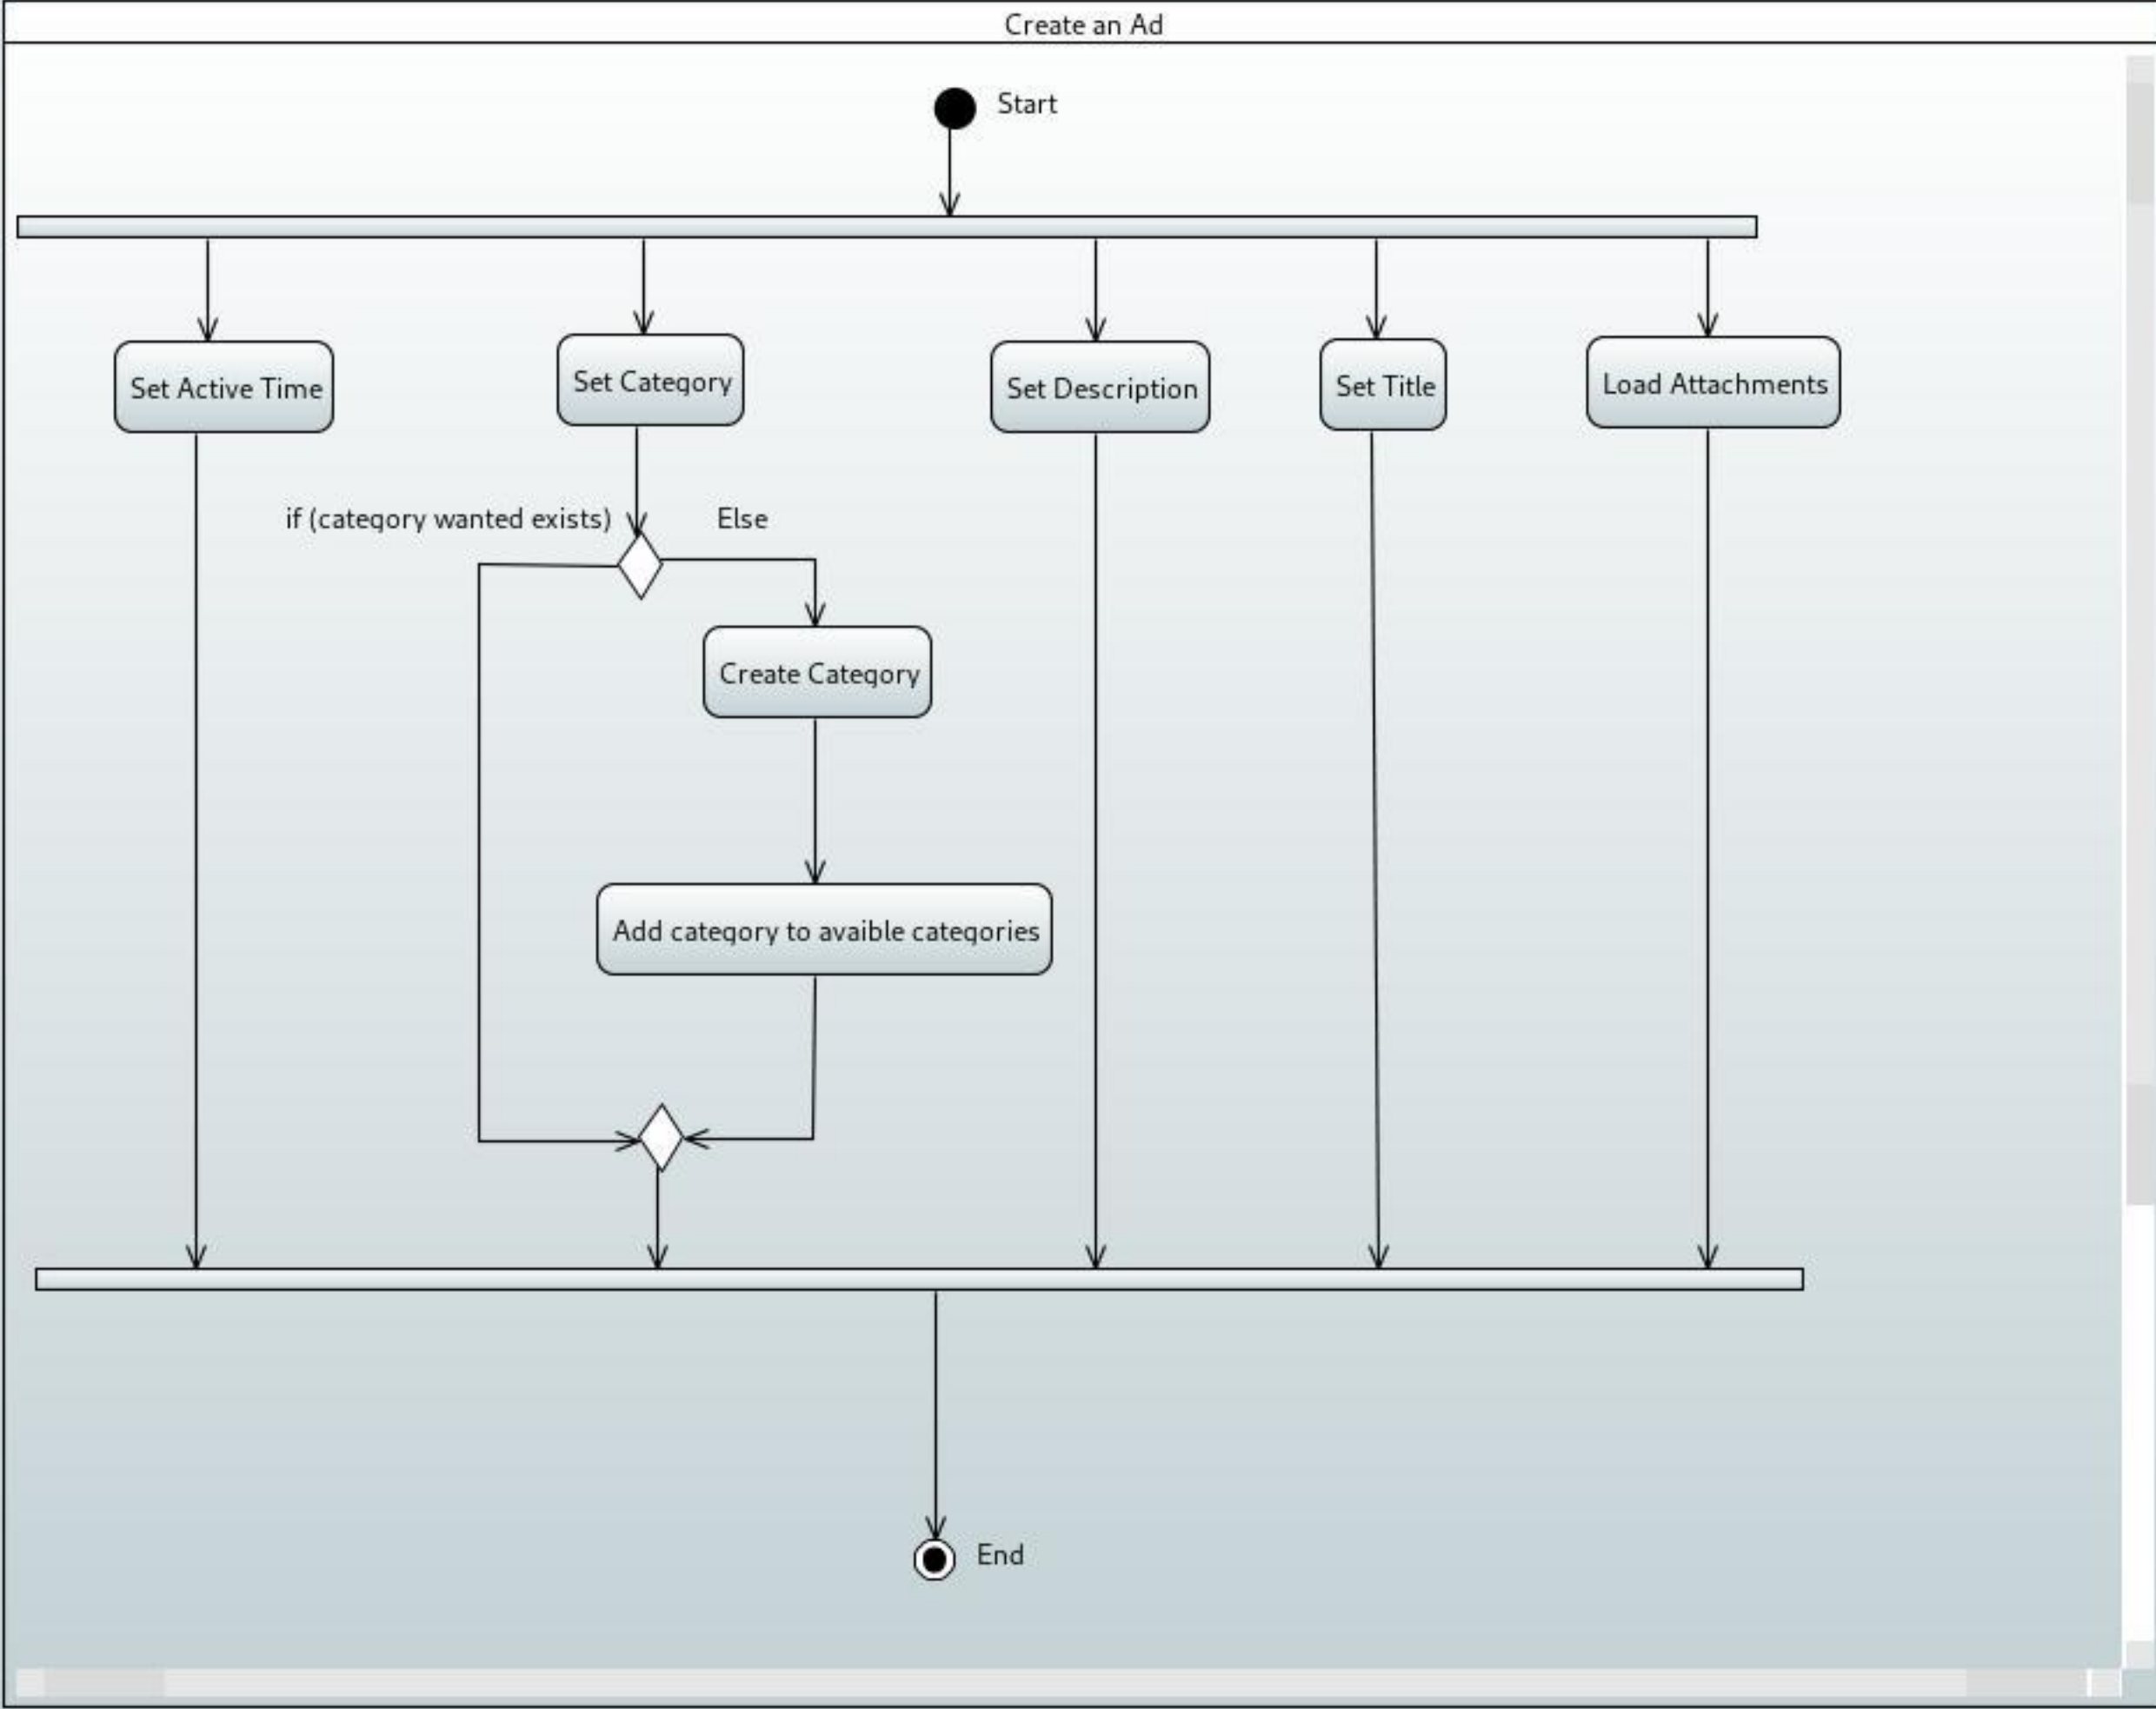 Create an Ad
Start
Set Active Time
Set Category
Set Description
Set Title
Load Attachments
if (category wanted exists)
Else
Create Category
Add category to avaible categories
End